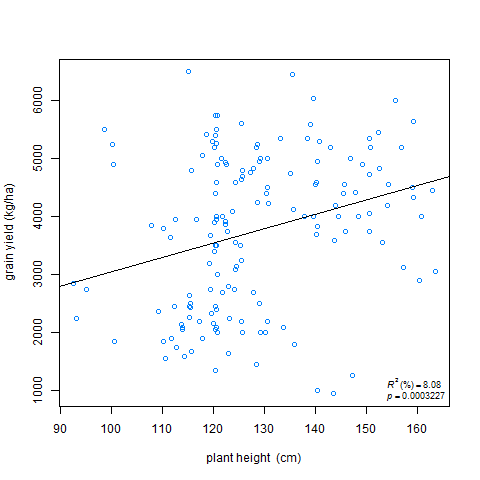 6000
5000
4000
3000
2000
1000
grain yield (kg/ha)
R² (%) = 8.08
p = 0.0003227
90 100 110 120 130 140 150 160
plant height (cm)